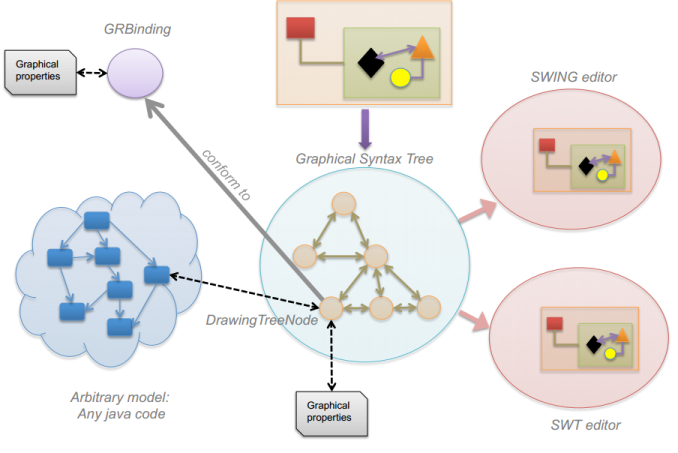 GRBinding
Graphical
properties
SWING editor
Graphical Syntax Tree
conform to
DrawingTreeNode
Arbitrary model:
Any java code
Graphical
properties
SWT editor